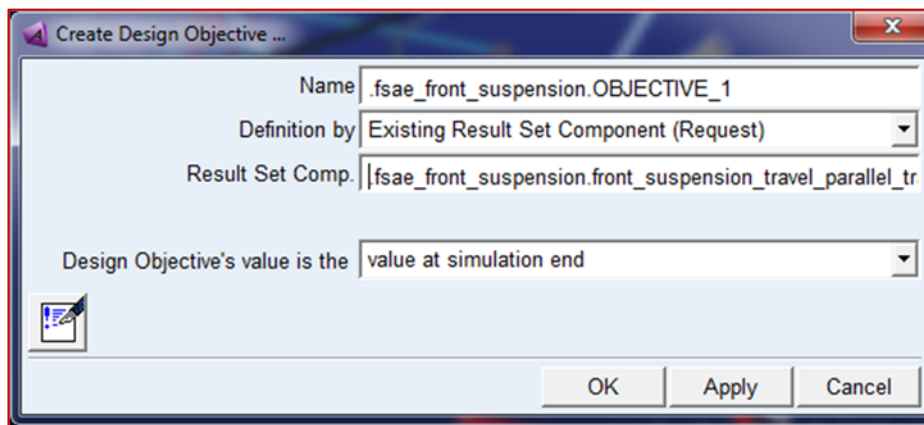 Create Design Objective ...
Name .fsae_front_suspension.OBJECTIVE_1
Definition by Existing Result Set Component (Request)
Result Set Comp. .fsae_front_suspension.front_suspension_travel_parallel_tr
Design Objective's value is the value at simulation end
OK Apply Cancel